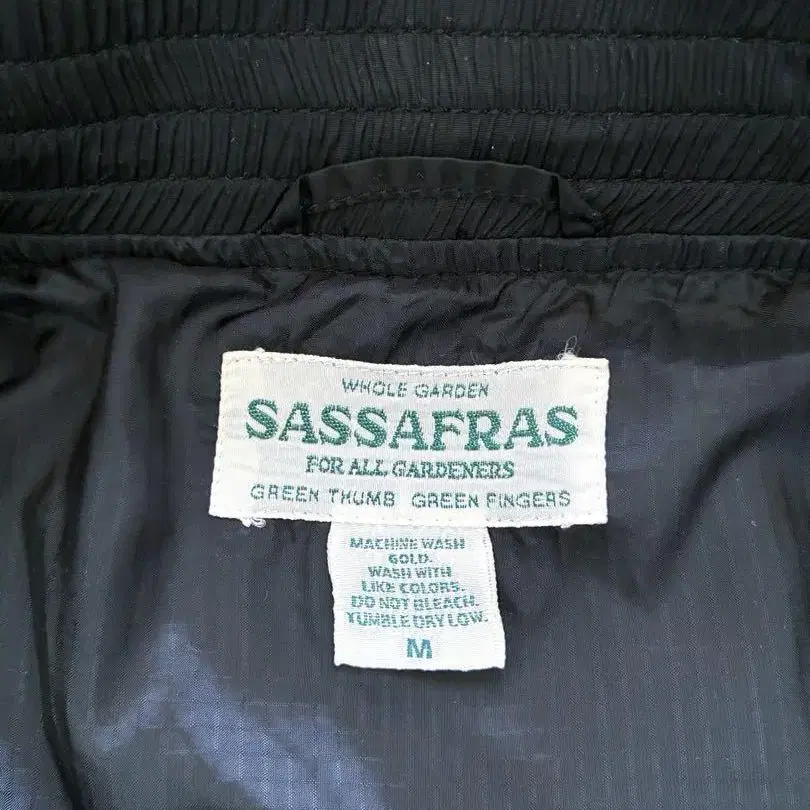 WHOLE GARDEN
SASSAFRAS
FOR ALL GARDENERS
GREEN THUMB GREEN FINGERS
MACHINE WASH
GOLD.
WASH WITH
LIKE COLORS.
DO NOT BLEACH.
TUMBLE DRY LOW.
M